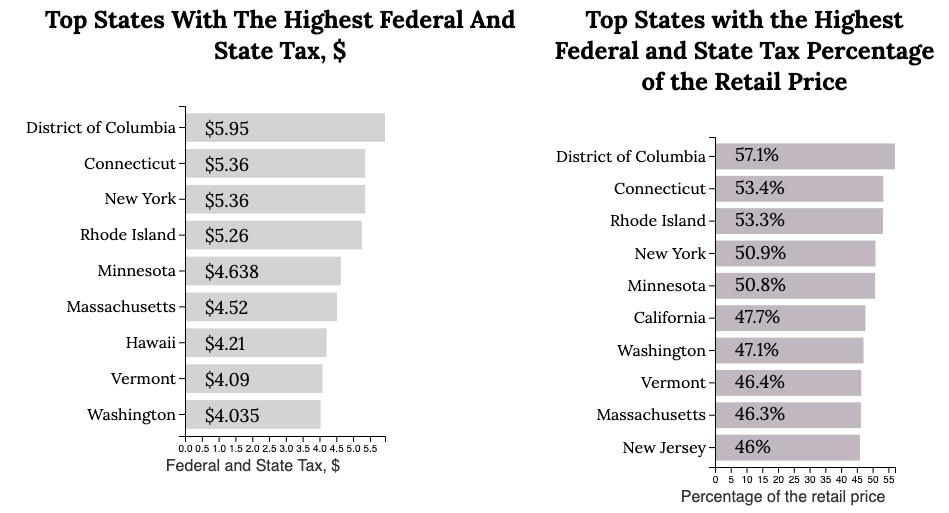 Top States With The Highest Federal And
State Tax, $
District of Columbia $5.95
Connecticut $5.36
New York $5.36
Rhode Island $5.26
Minnesota $4.638
Massachusetts $4.52
Hawaii $4.21
Vermont $4.09
Washington $4.035
0.0 0.5 1.0 1.5 2.0 2.5 3.0 3.5 4.0 4.5 5.0 5.5
Federal and State Tax, $
Top States with the Highest
Federal and State Tax Percentage
of the Retail Price
District of Columbia 57.1%
Connecticut 53.4%
Rhode Island 53.3%
New York 50.9%
Minnesota 50.8%
California 47.7%
Washington 47.1%
Vermont 46.4%
Massachusetts 46.3%
New Jersey 46%
0 5 10 15 20 25 30 35 40 45 50 55
Percentage of the retail price